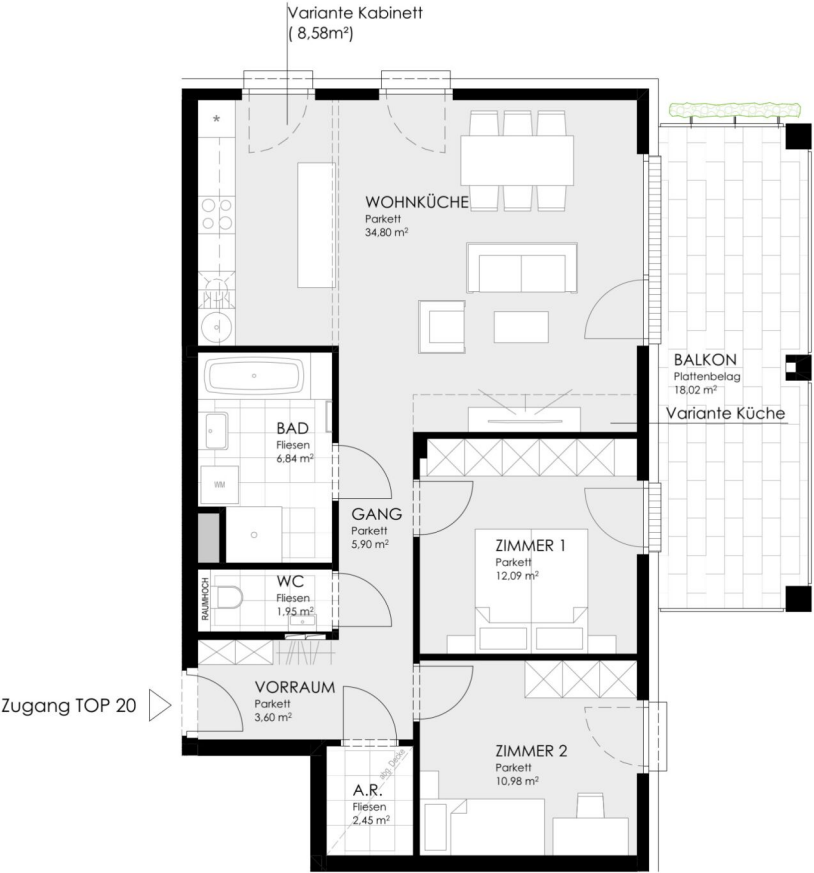 Variante Kabinett
( 8,58m²)
*
WOHNKÜCHE
Parkett
34,80 m²
BALKON
Plattenbelag
18,02 m²
Variante Küche
BAD
Fliesen
6,84 m²
WM
GANG
Parkett
5,90 m²
ZIMMER 1
Parkett
12,09 m²
RAUMHOCH
WC
Fliesen
1,95 m²
Zugang TOP 20
VORRAUM
Parkett
3,60 m²
ZIMMER 2
Parkett
10,98 m²
abg. Decke
A.R.
Fliesen
2,45 m²